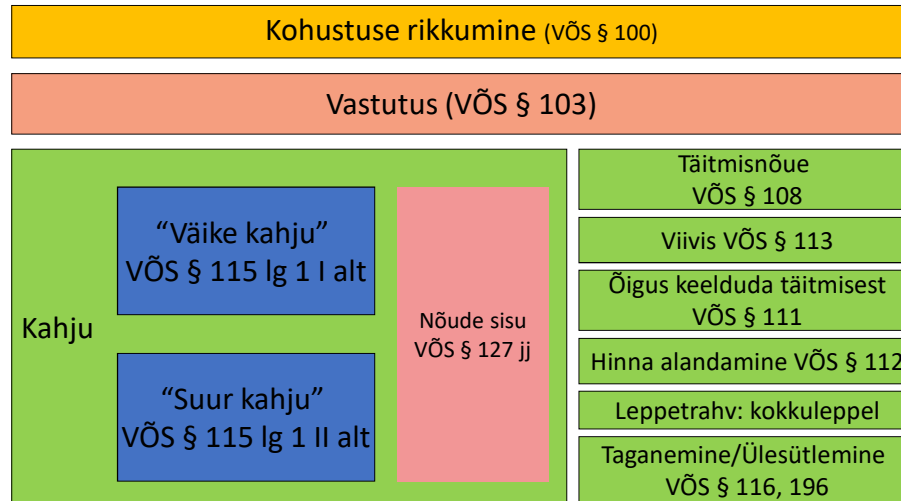 Kohustuse rikkumine (VÕS § 100)
Vastutus (VÕS § 103)
Kahju
“Väike kahju”
VÕS § 115 lg 1 I alt
“Suur kahju”
VÕS § 115 lg 1 II alt
Nõude sisu
VÕS § 127 jj
Täitmisnõue
VÕS § 108
Viivis VÕS § 113
Õigus keelduda täitmisest
VÕS § 111
Hinna alandamine VÕS § 112
Leppetrahv: kokkuleppel
Taganemine/Ülesütlemine
VÕS § 116, 196